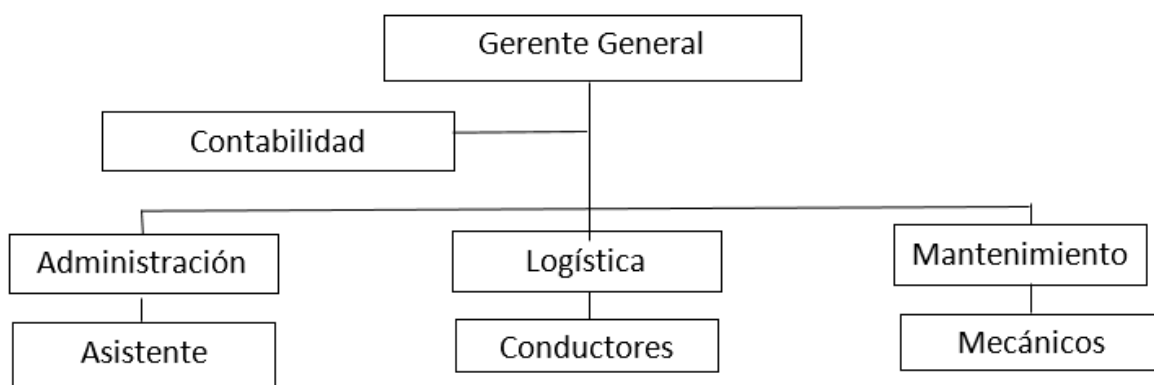 Gerente General
Contabilidad
Administración
Logística
Mantenimiento
Asistente
Conductores
Mecánicos